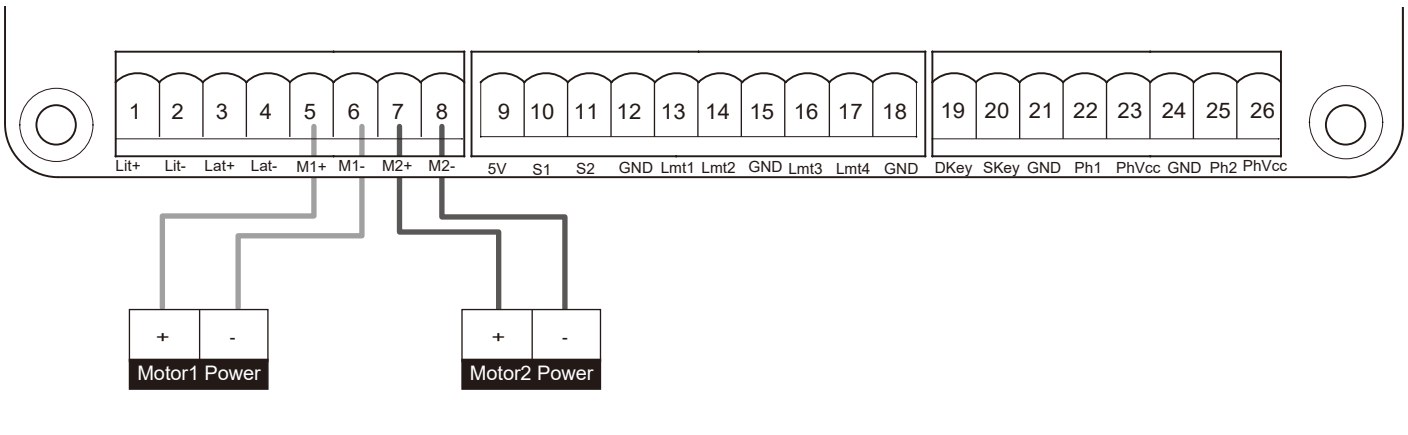 1 2 3 4 5 6 7 8 9 10 11 12 13 14 15 16 17 18 19 20 21 22 23 24 25 26
Lit+ Lit- Lat+ Lat- M1+ M1- M2+ M2- 5V S1 S2 GND Lmt1 Lmt2 GND Lmt3 Lmt4 GND DKey SKey GND Ph1 PhVcc GND Ph2 PhVcc
+ - + -
Motor1 Power Motor2 Power